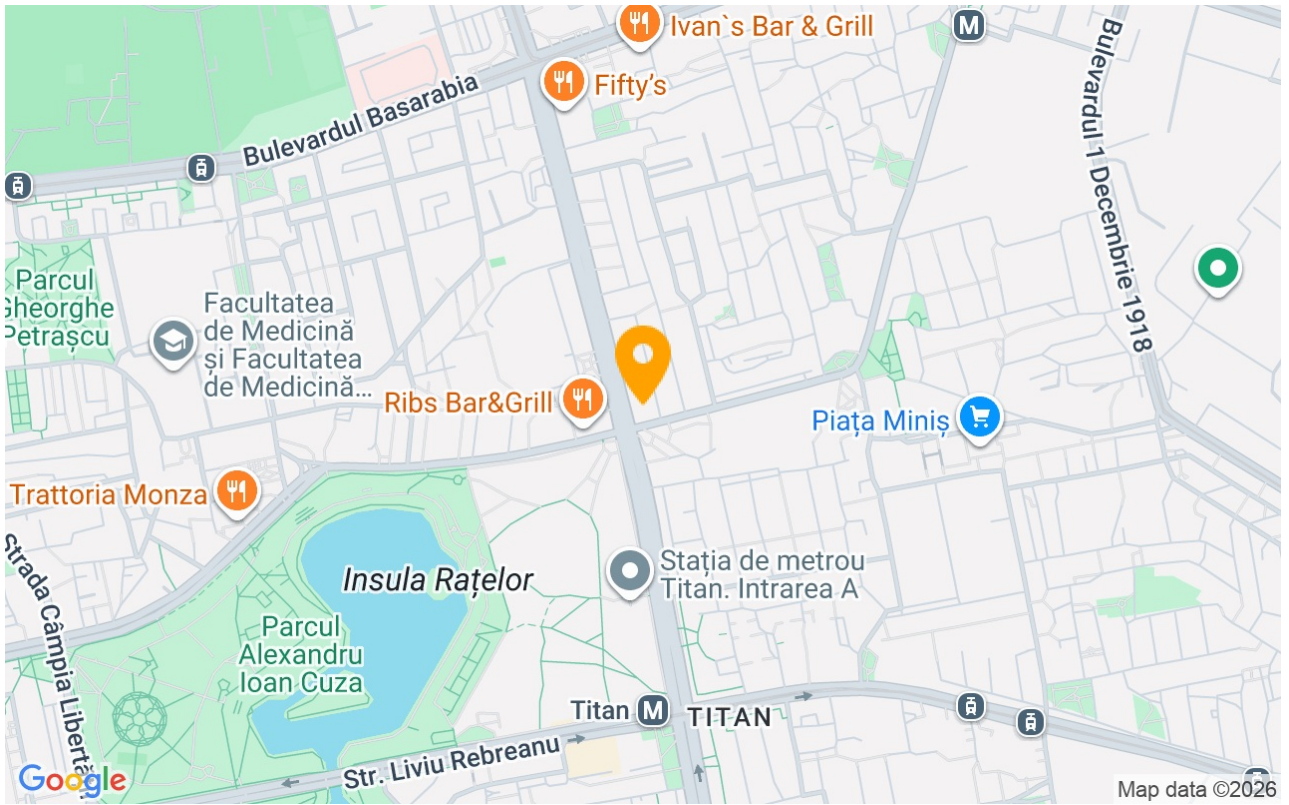 Ivan`s Bar & Grill
M
Fifty's
Bulevardul Basarabia
Bulevardul 1 Decembrie 1918
Parcul
Gheorghe
Petrașcu
Facultatea
de Medicină
și Facultatea
de Medicină...
Ribs Bar&Grill
Piața Miniș
Trattoria Monza
Strada Câmpia Libertăț
Insula Rațelor
Stația de metrou
Titan. Intrarea A
Parcul
Alexandru
Ioan Cuza
Titan M
TITAN
Str. Liviu Rebreanu
Google
Map data ©2026